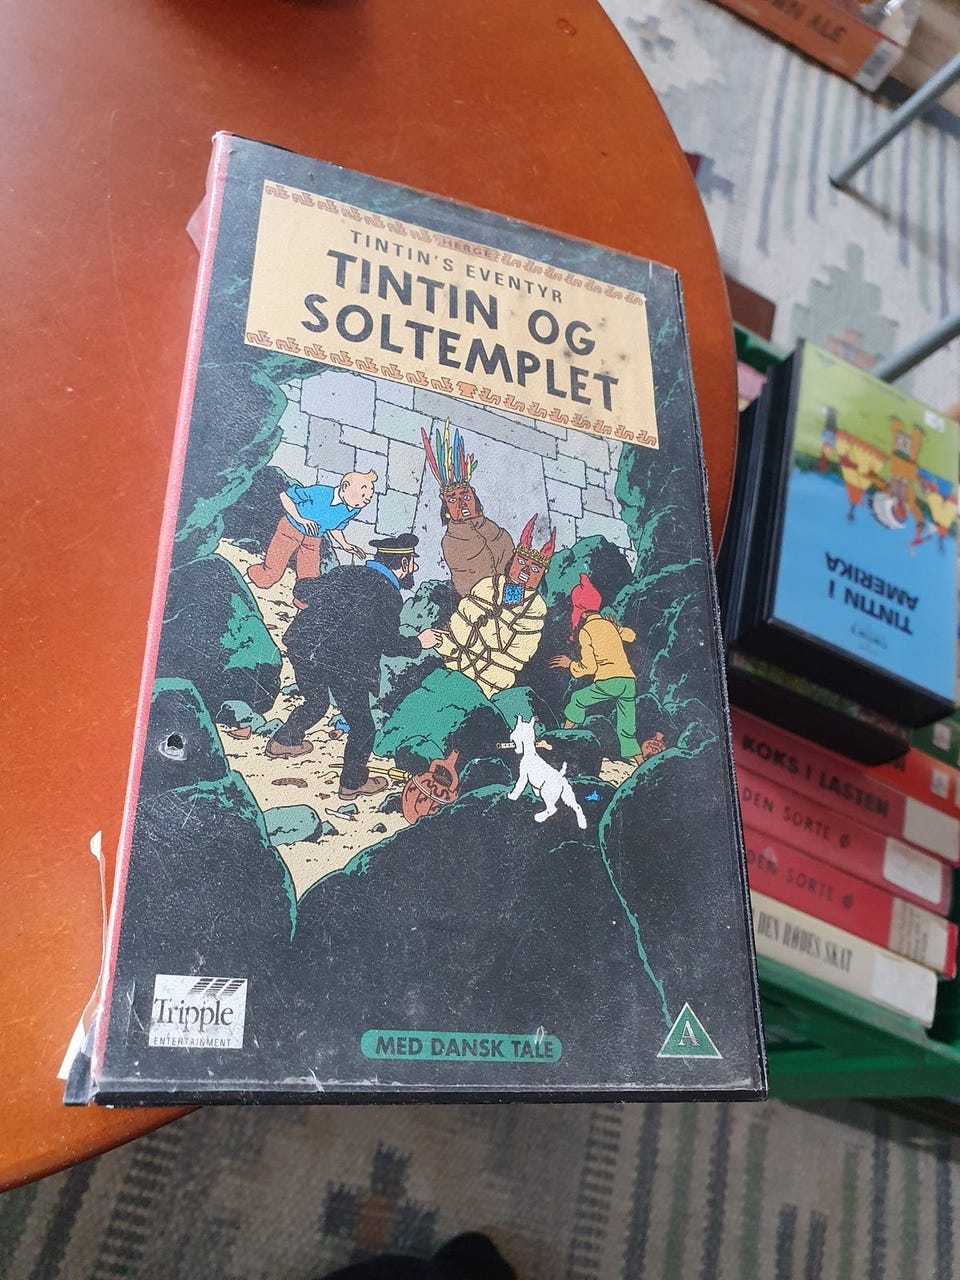 HERGÉ
TINTIN'S EVENTYR
TINTIN OG
SOLTEMPLET
Tripple
ENTERTAINMENT
MED DANSK TALE
A
TINTIN I
AMERIKA
KOKS I LASTEN
DEN SORTE Ø
DEN SORTE Ø
DEN RØDES SKAT
ALE